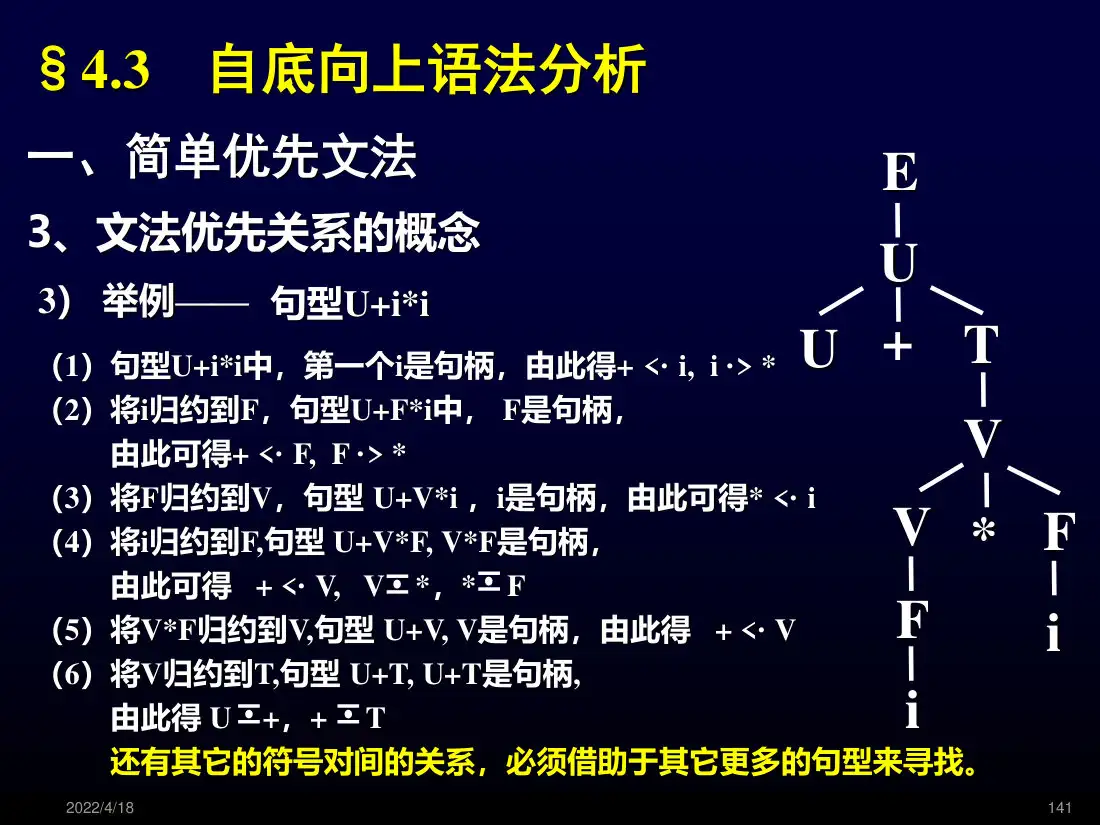 §4.3 自底向上语法分析
一、简单优先文法
3、文法优先关系的概念
3） 举例—— 句型U+i*i
（1）句型U+i*i中，第一个i是句柄，由此得+ <· i, i ·> *
（2）将i归约到F，句型U+F*i中， F是句柄，
由此可得+ <· F, F ·> *
（3）将F归约到V，句型 U+V*i ，i是句柄，由此可得* <· i
（4）将i归约到F,句型 U+V*F, V*F是句柄，
由此可得 + <· V, V⨪*，*⨪F
（5）将V*F归约到V,句型 U+V, V是句柄，由此得 + <· V
（6）将V归约到T,句型 U+T, U+T是句柄,
由此得 U⨪+，+⨪T
还有其它的符号对间的关系，必须借助于其它更多的句型来寻找。
E
U
U + T
V
V * F
F i
i
2022/4/18
141